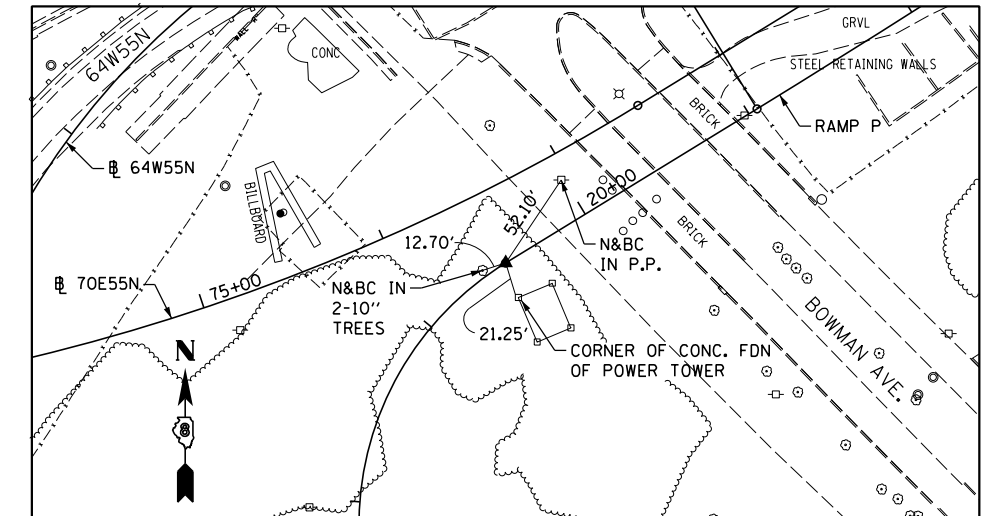 64W55N
CONC
GRVL
STEEL RETAINING WALLS
BRICK
RAMP P
℄ 64W55N
BILLBOARD
52.10'
20+00
12.70'
N&BC
IN P.P.
BRICK
℄ 70E55N
75+00
N&BC IN
2-10"
TREES
21.25'
BOWMAN AVE.
N
CORNER OF CONC. FDN
OF POWER TOWER